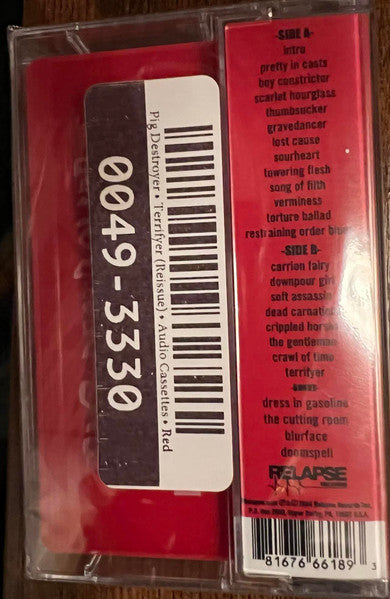 0049-3330
Pig Destroyer • Terrifyer (Reissue) • Audio Cassettes • Red
-SIDE A-
intro
pretty in casts
boy constrictor
scarlet hourglass
thumbsucker
gravedancer
lost cause
sourheart
towering flesh
song of filth
verminess
torture ballad
restraining order blues
-SIDE B-
carrion fairy
downpour girl
soft assassin
dead carnations
crippled horses
the gentleman
crawl of time
terrifyer
dress in gasoline
the cutting room
blurface
doomspell
RELAPSE
81676 66189 3